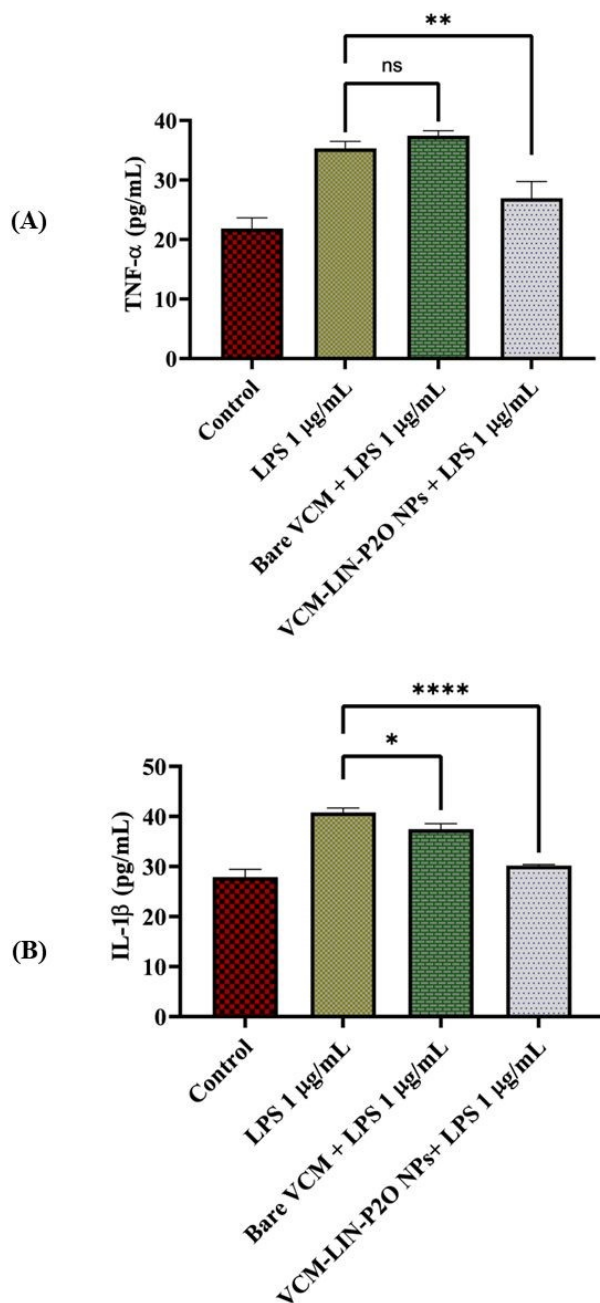 **
ns
(A)
TNF-α (pg/mL)
40
30
20
10
0
Control
LPS 1 µg/mL
Bare VCM + LPS 1 µg/mL
VCM-LIN-P2O NPs + LPS 1 µg/mL
****
*
(B)
IL-1β (pg/mL)
50
40
30
20
10
0
Control
LPS 1 µg/mL
Bare VCM + LPS 1 µg/mL
VCM-LIN-P2O NPs+ LPS 1 µg/mL